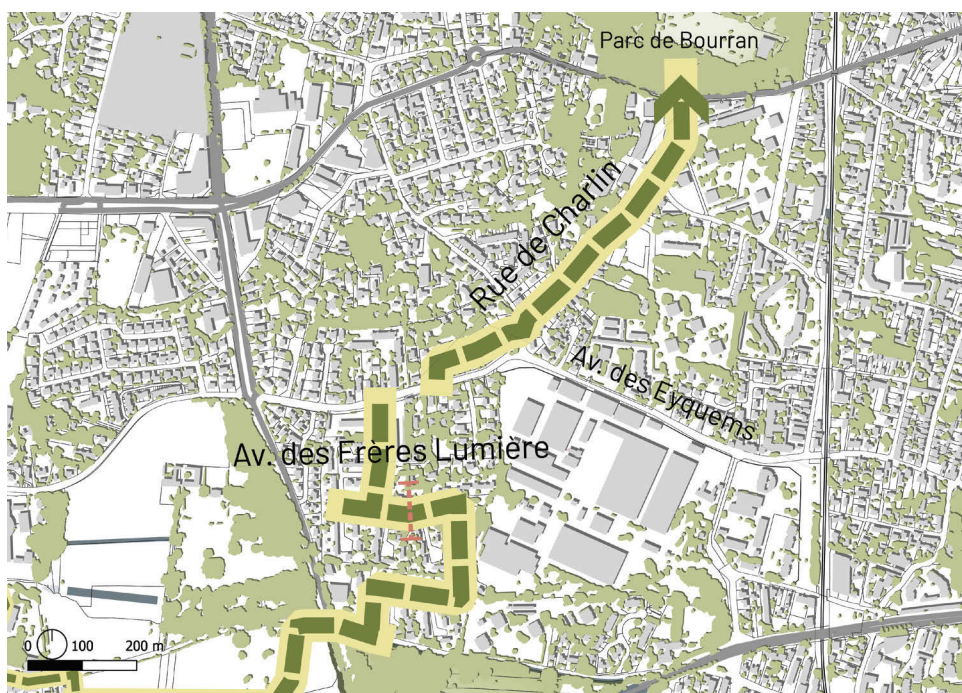 Parc de Bourran
Rue de Charlin
Av. des Eyquems
Av. des Frères Lumière
0 100 200 m